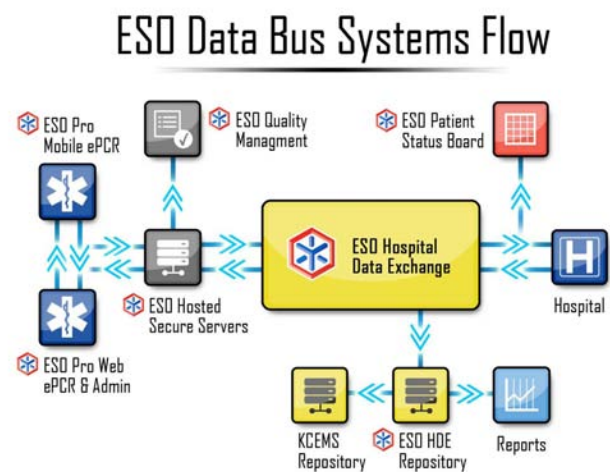 ESO Data Bus Systems Flow
ESO Pro
Mobile ePCR
ESO Quality
Managment
ESO Patient
Status Board
ESO Hospital
Data Exchange
ESO Hosted
Secure Servers
H
Hospital
ESO Pro Web
ePCR & Admin
KCEMS
Repository
ESO HDE
Repository
Reports